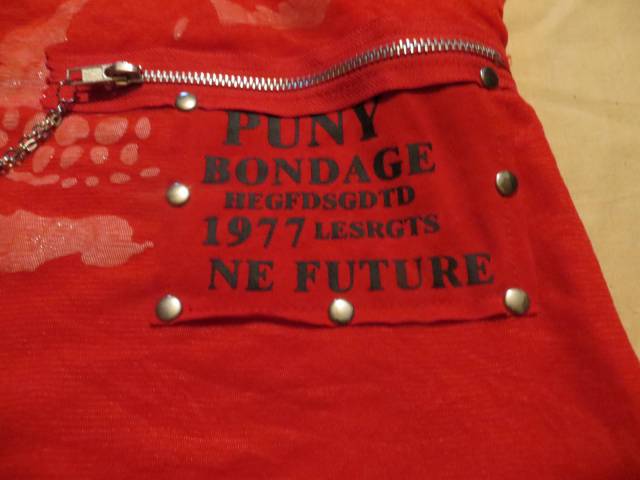 PUNY
BONDAGE
HEGFDSGDTD
1977 LESRGTS
NE FUTURE